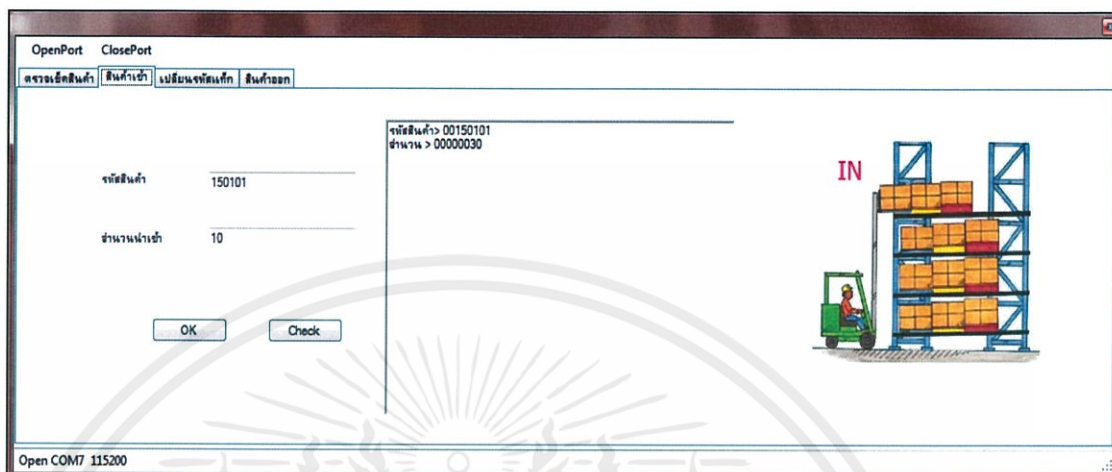 OpenPort ClosePort
ตรวจเช็คสินค้า สินค้าเข้า เปลี่ยนรหัสแท็ก สินค้าออก
รหัสสินค้า> 00150101
จำนวน > 00000030
IN
รหัสสินค้า 150101
จำนวนนำเข้า 10
OK Check
Open COM7 115200